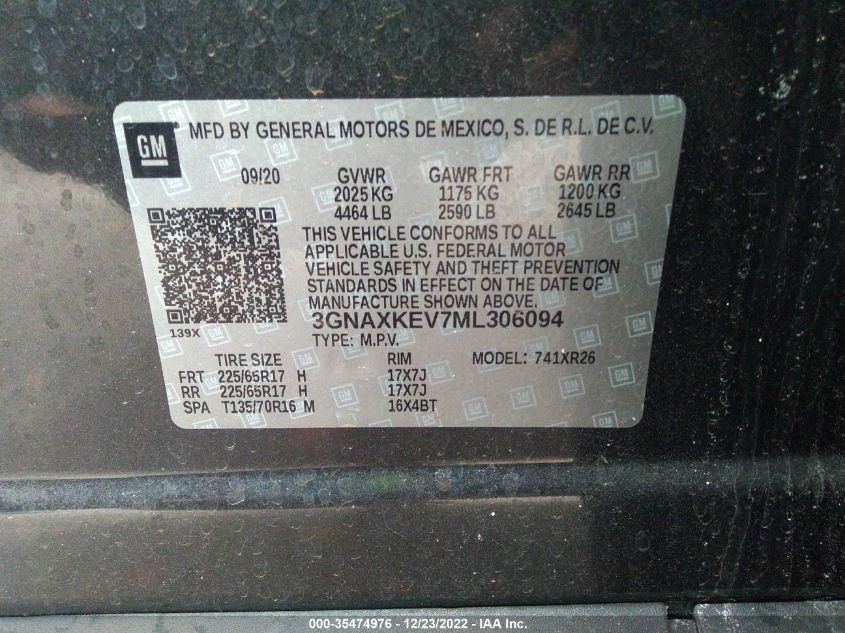 GM MFD BY GENERAL MOTORS DE MEXICO, S. DE R.L. DE C.V.
09/20 GVWR GAWR FRT GAWR RR
2025 KG 1175 KG 1200 KG
4464 LB 2590 LB 2645 LB
THIS VEHICLE CONFORMS TO ALL
APPLICABLE U.S. FEDERAL MOTOR
VEHICLE SAFETY AND THEFT PREVENTION
STANDARDS IN EFFECT ON THE DATE OF
MANUFACTURE SHOWN ABOVE.
139X 3GNAXKEV7ML306094
TYPE: M.P.V.
TIRE SIZE RIM MODEL: 741XR26
FRT 225/65R17 H 17X7J
RR 225/65R17 H 17X7J
SPA T135/70R16 M 16X4BT
000-35474976 - 12/23/2022 - IAA Inc.